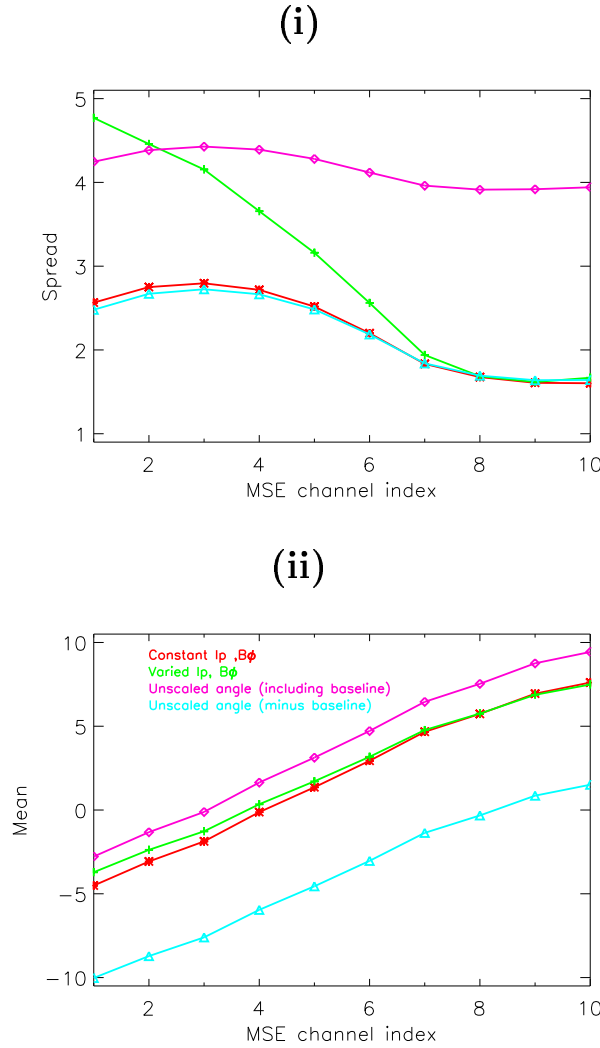 (i)
5
4
3
2
1
Spread
2 4 6 8 10
MSE channel index
(ii)
10
5
0
−5
−10
Mean
Constant Ip ,Bϕ
Varied Ip, Bϕ
Unscaled angle (including baseline)
Unscaled angle (minus baseline)
2 4 6 8 10
MSE channel index